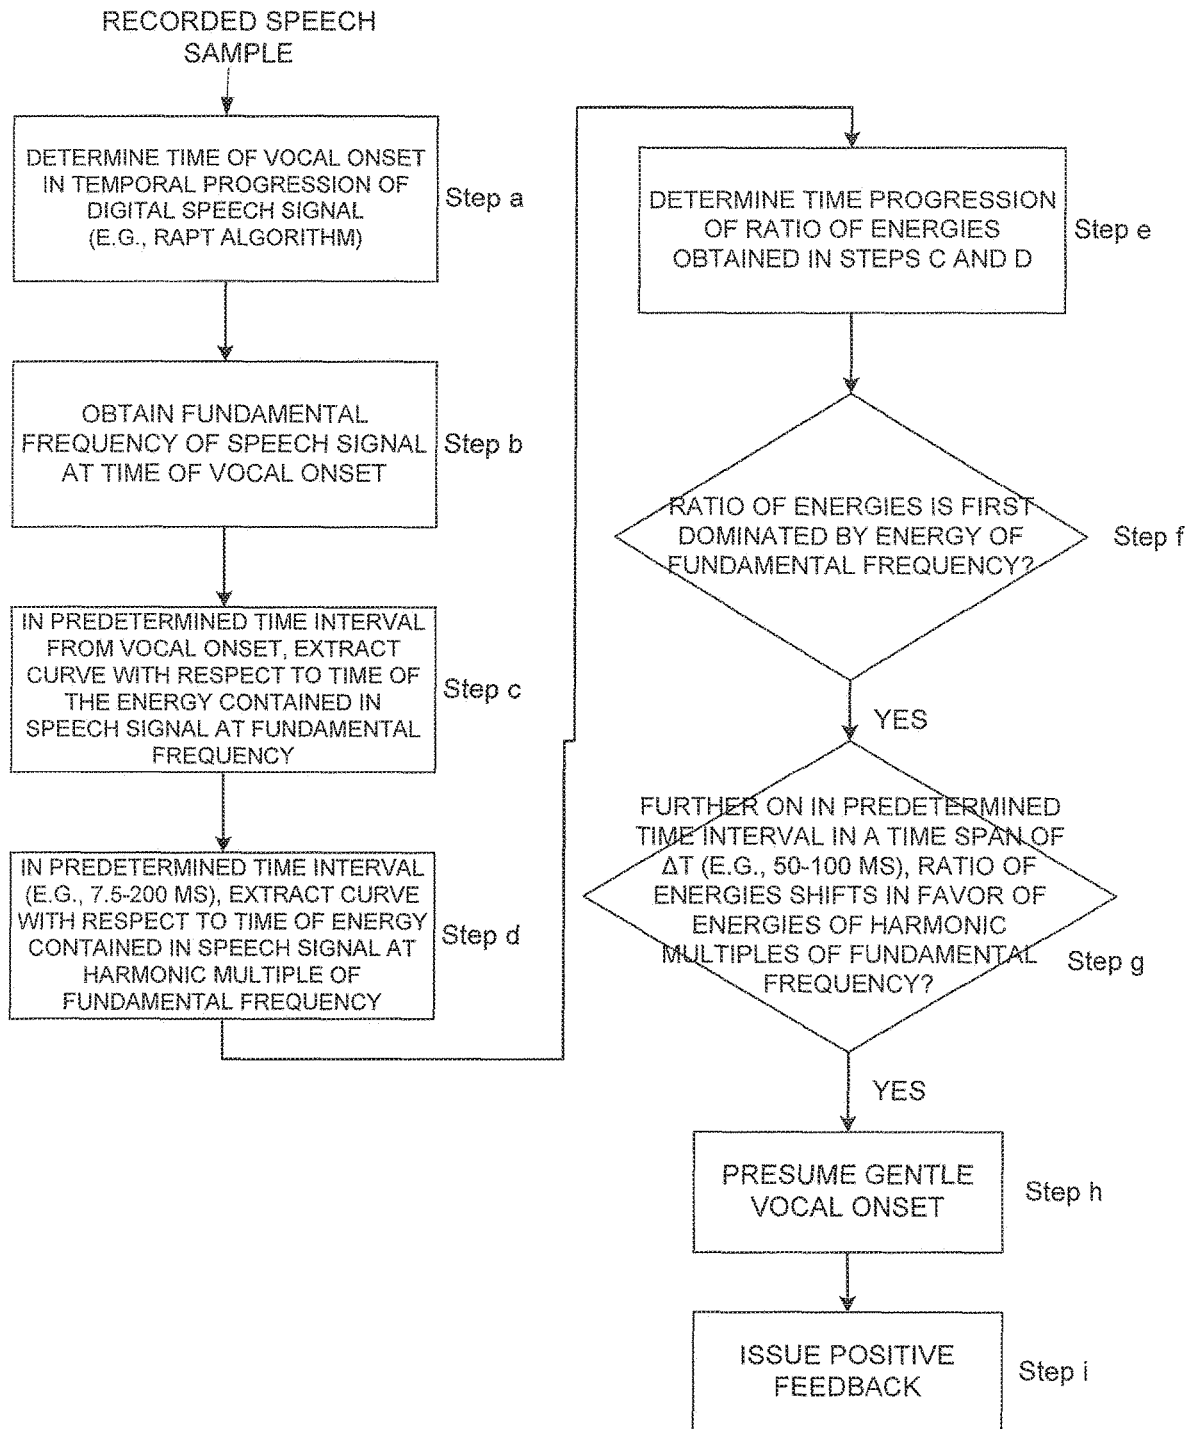 RECORDED SPEECH
SAMPLE
DETERMINE TIME OF VOCAL ONSET
IN TEMPORAL PROGRESSION OF
DIGITAL SPEECH SIGNAL
(E.G., RAPT ALGORITHM)
Step a
OBTAIN FUNDAMENTAL
FREQUENCY OF SPEECH SIGNAL
AT TIME OF VOCAL ONSET
Step b
IN PREDETERMINED TIME INTERVAL
FROM VOCAL ONSET, EXTRACT
CURVE WITH RESPECT TO TIME OF
THE ENERGY CONTAINED IN
SPEECH SIGNAL AT FUNDAMENTAL
FREQUENCY
Step c
IN PREDETERMINED TIME INTERVAL
(E.G., 7.5-200 MS), EXTRACT CURVE
WITH RESPECT TO TIME OF ENERGY
CONTAINED IN SPEECH SIGNAL AT
HARMONIC MULTIPLE OF
FUNDAMENTAL FREQUENCY
Step d
DETERMINE TIME PROGRESSION
OF RATIO OF ENERGIES
OBTAINED IN STEPS C AND D
Step e
RATIO OF ENERGIES IS FIRST
DOMINATED BY ENERGY OF
FUNDAMENTAL FREQUENCY?
Step f
YES
FURTHER ON IN PREDETERMINED
TIME INTERVAL IN A TIME SPAN OF
ΔT (E.G., 50-100 MS), RATIO OF
ENERGIES SHIFTS IN FAVOR OF
ENERGIES OF HARMONIC
MULTIPLES OF FUNDAMENTAL
FREQUENCY?
Step g
YES
PRESUME GENTLE
VOCAL ONSET
Step h
ISSUE POSITIVE
FEEDBACK
Step i